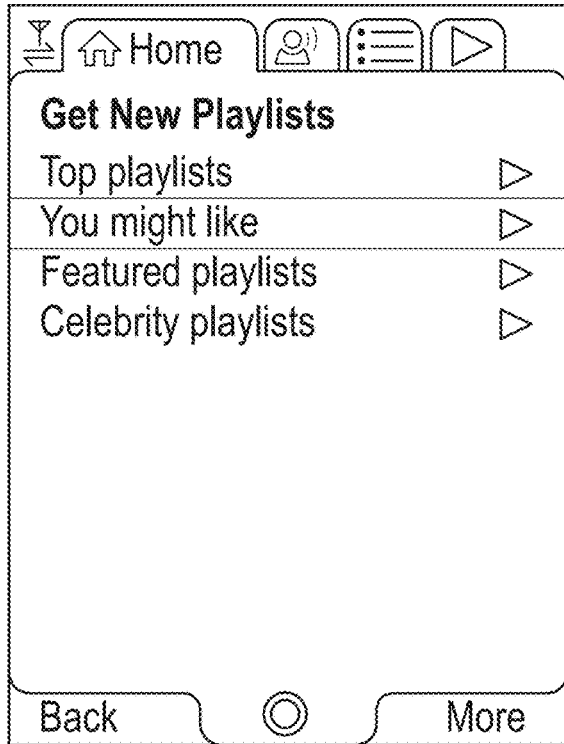 Home
Get New Playlists
Top playlists
You might like
Featured playlists
Celebrity playlists
Back More